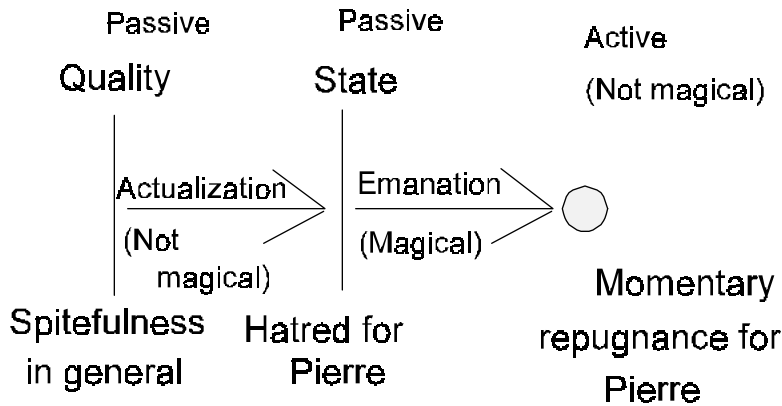 Passive
Quality
Passive
State
Active
(Not magical)
Actualization
(Not
magical)
Emanation
(Magical)
Spitefulness
in general
Hatred for
Pierre
Momentary
repugnance for
Pierre